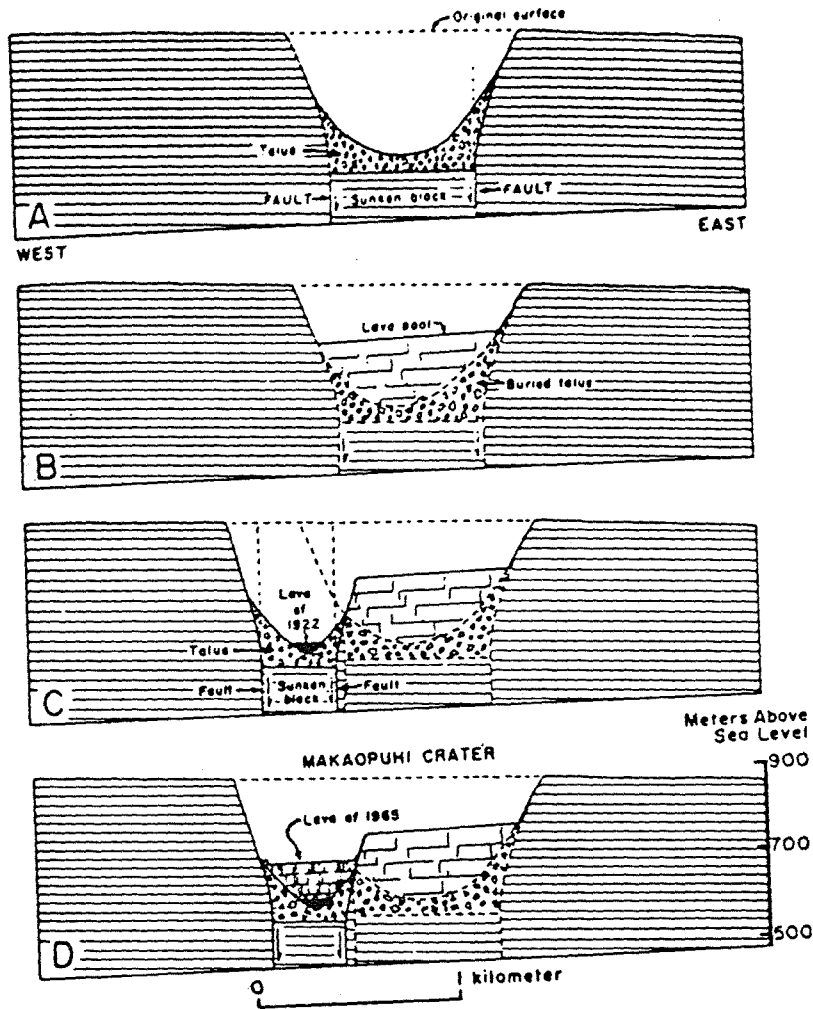 Original surface
Talus
FAULT
Sunken block
FAULT
A
WEST
EAST
Lava pool
Buried talus
B
Lava
of
1922
Talus
Fault
Sunken
block
Fault
C
Meters Above
Sea Level
MAKAOPUHI CRATER
900
Lava of 1965
700
500
D
0
1 kilometer